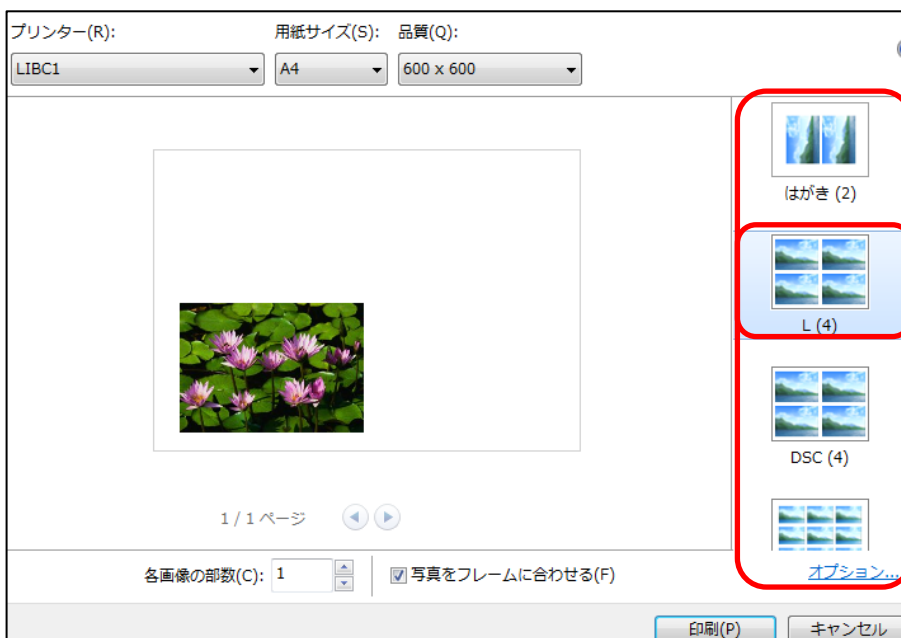 プリンター(R): 用紙サイズ(S): 品質(Q):
LIBC1 A4 600 x 600
はがき (2)
L (4)
DSC (4)
1 / 1 ページ
オプション...
各画像の部数(C): 1 写真をフレームに合わせる(F)
印刷(P) キャンセル